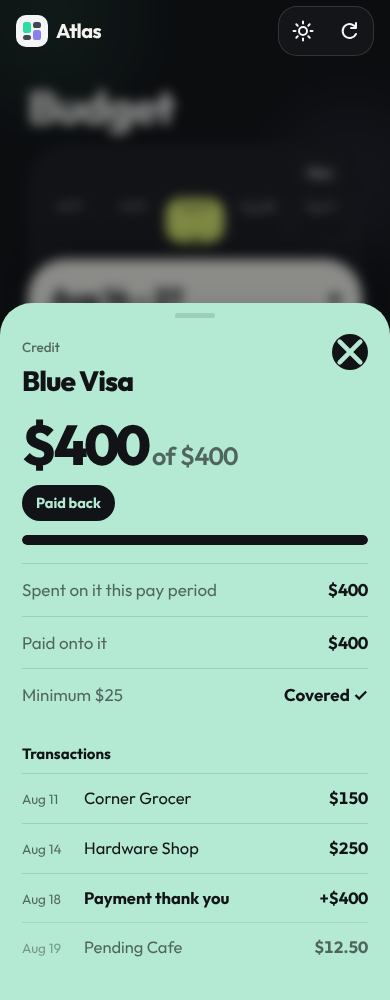 Atlas
Budget
Credit
Blue Visa
$400 of $400
Paid back
Spent on it this pay period $400
Paid onto it $400
Minimum $25 Covered ✓
Transactions
Aug 11 Corner Grocer $150
Aug 14 Hardware Shop $250
Aug 18 Payment thank you +$400
Aug 19 Pending Cafe $12.50